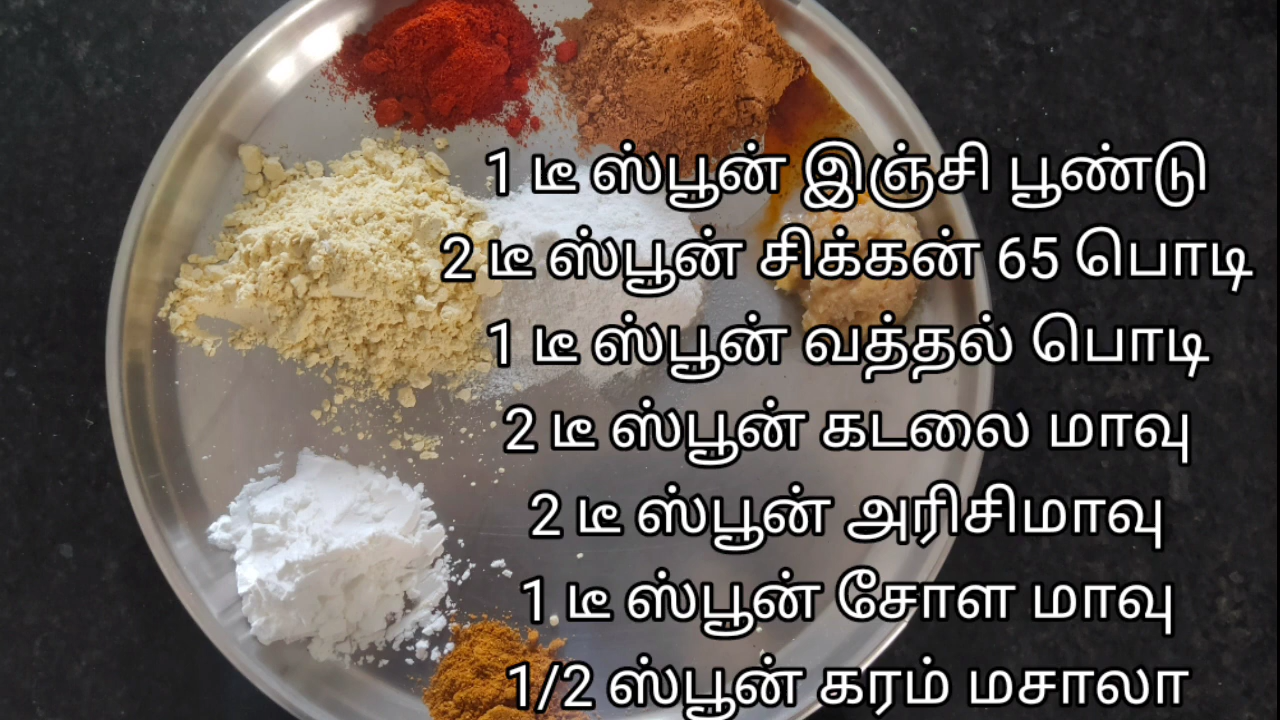 1 டீ ஸ்பூன் இஞ்சி பூண்டு
2 டீ ஸ்பூன் சிக்கன் 65 பொடி
1 டீ ஸ்பூன் வத்தல் பொடி
2 டீ ஸ்பூன் கடலை மாவு
2 டீ ஸ்பூன் அரிசிமாவு
1 டீ ஸ்பூன் சோள மாவு
1/2 ஸ்பூன் கரம் மசாலா